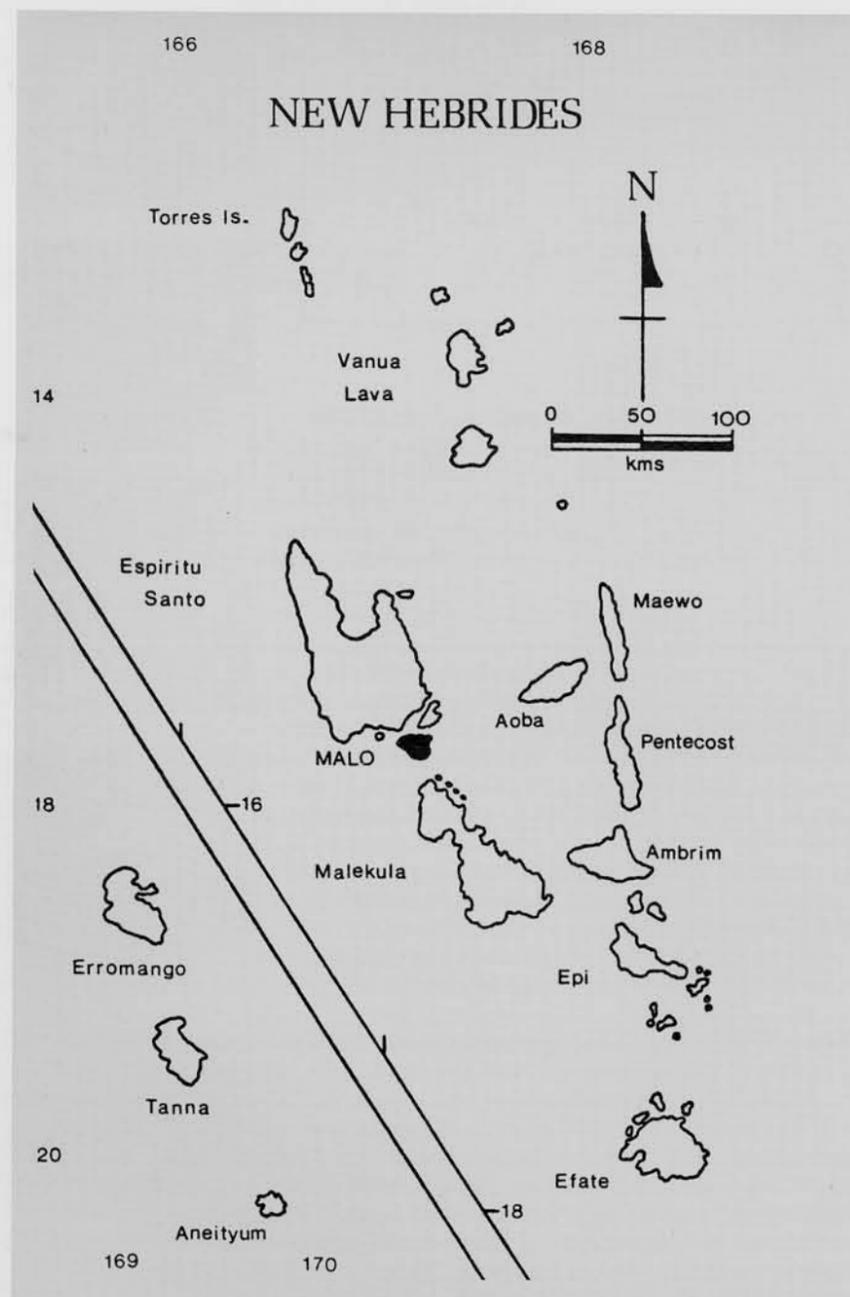 166
168
NEW HEBRIDES
N
Torres Is.
Vanua
Lava
14
0 50 100
kms
Espiritu
Santo
Maewo
Aoba
MALO
Pentecost
18
16
Malekula
Ambrim
Erromango
Epi
Tanna
20
Efate
18
Aneityum
169
170